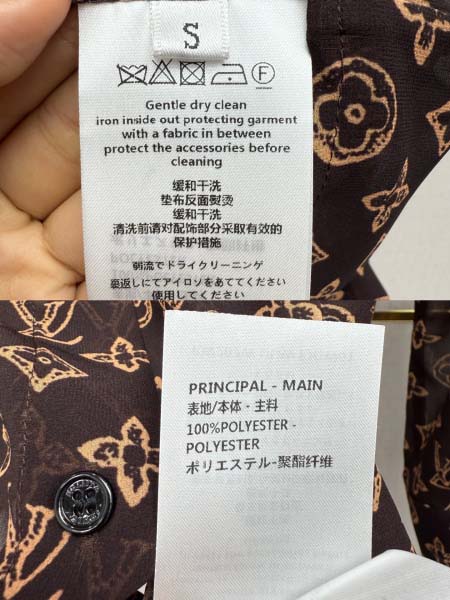 S
F
Gentle dry clean
iron inside out protecting garment
with a fabric in between
protect the accessories before
cleaning
缓和干洗
垫布反面熨烫
缓和干洗
清洗前请对配饰部分采取有效的
保护措施
弱流でドライクリーニング
裏返しにてアイロンをあててください
使用してください
PRINCIPAL - MAIN
表地/本体 - 主料
100%POLYESTER -
POLYESTER
ポリエステル-聚酯纤维